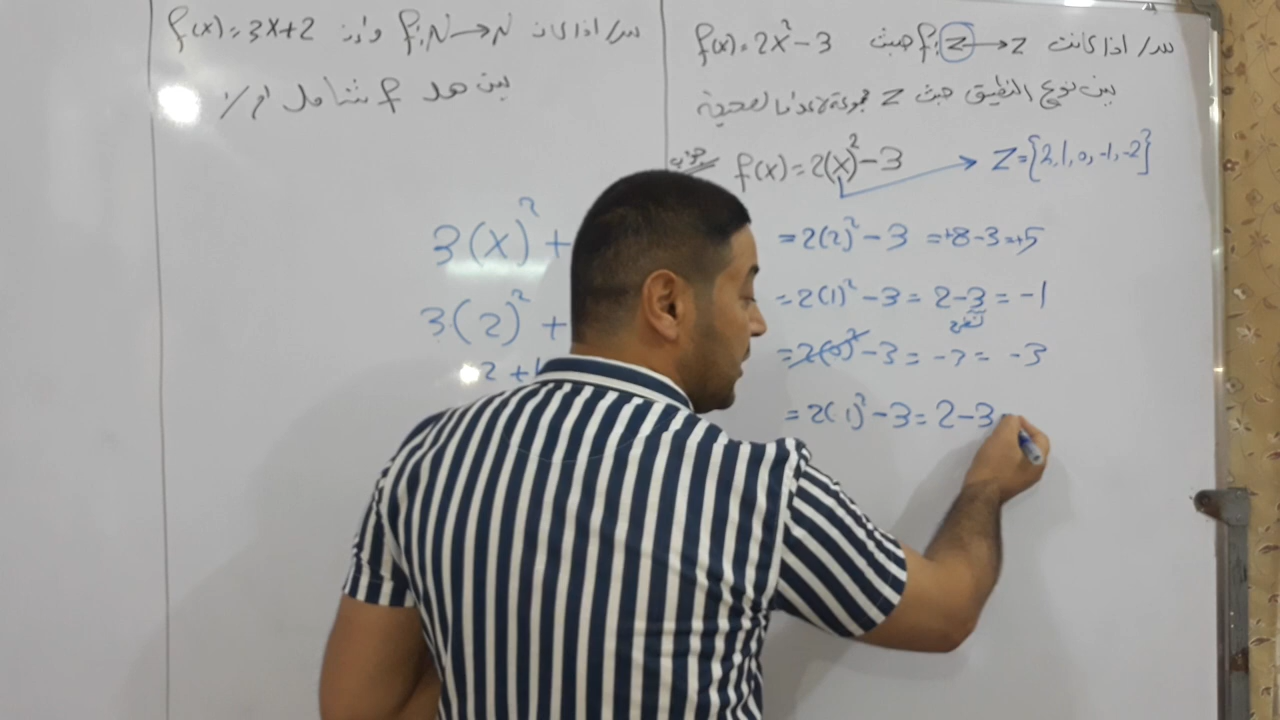 س/ اذا كانت f: Z → Z حيث f(x) = 2x² - 3
بين نوع التطبيق حيث Z مجموعة الاعداد الصحيحة
f(x) = 2(x)² - 3
Z = {2, 1, 0, -1, -2}
= 2(2)² - 3 = +8 - 3 = +5
= 2(1)² - 3 = 2 - 3 = -1
= 2(0)² - 3 = -3 = -3
= 2( 1)² - 3 = 2 - 3
س/ اذا كانت f: N → N وان f(x) = 3x + 2
بين هل f شامل ام لا
3(x)² +
3(2)² +
2 +